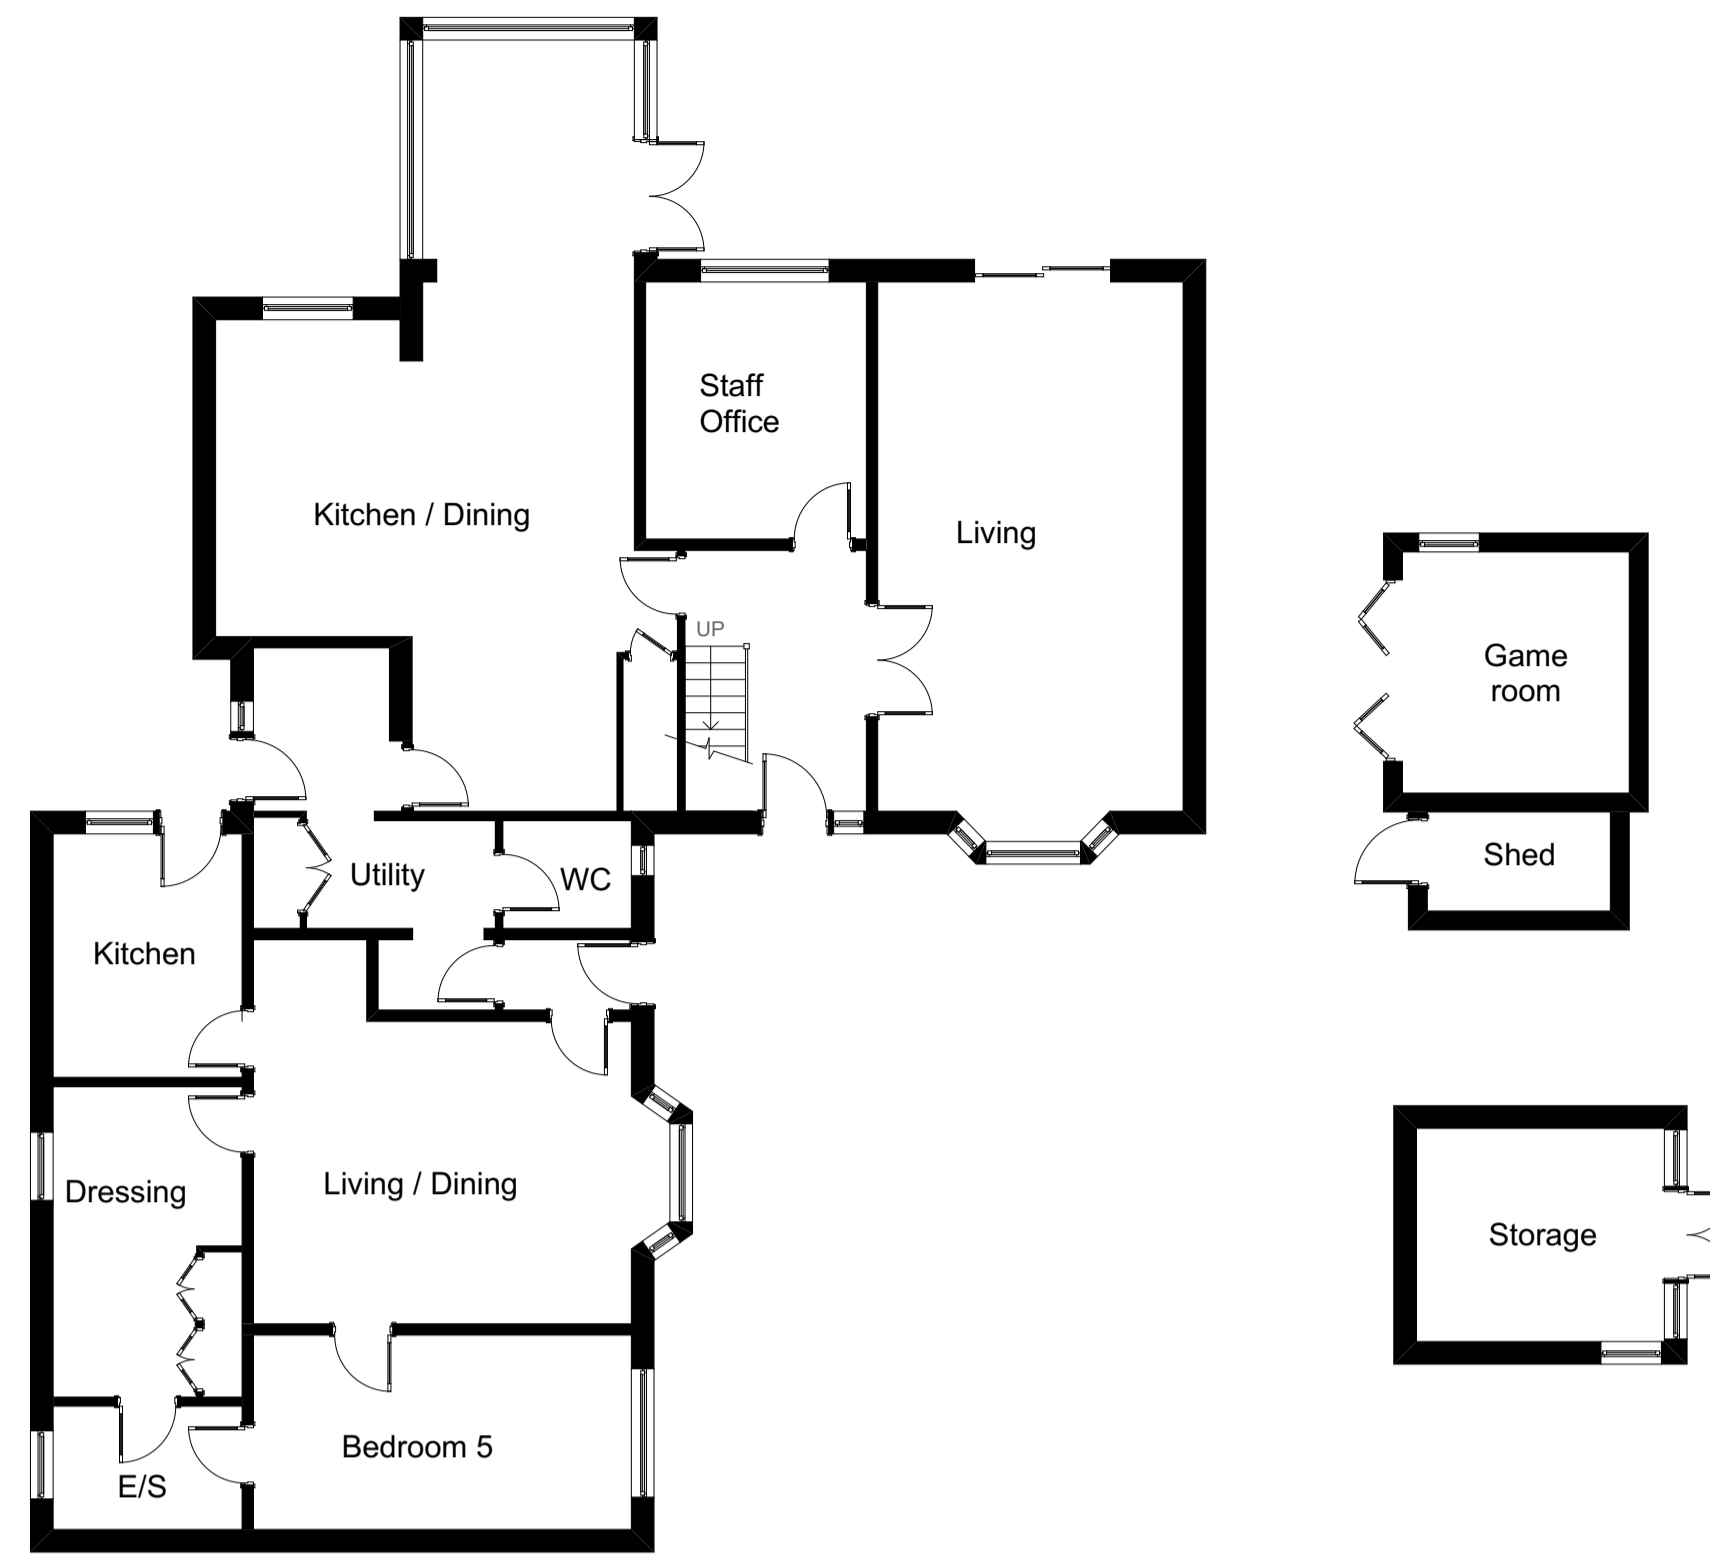 Staff
Office
Kitchen / Dining
Living
UP
Game
room
Shed
Utility
WC
Kitchen
Dressing
Living / Dining
Storage
Bedroom 5
E/S